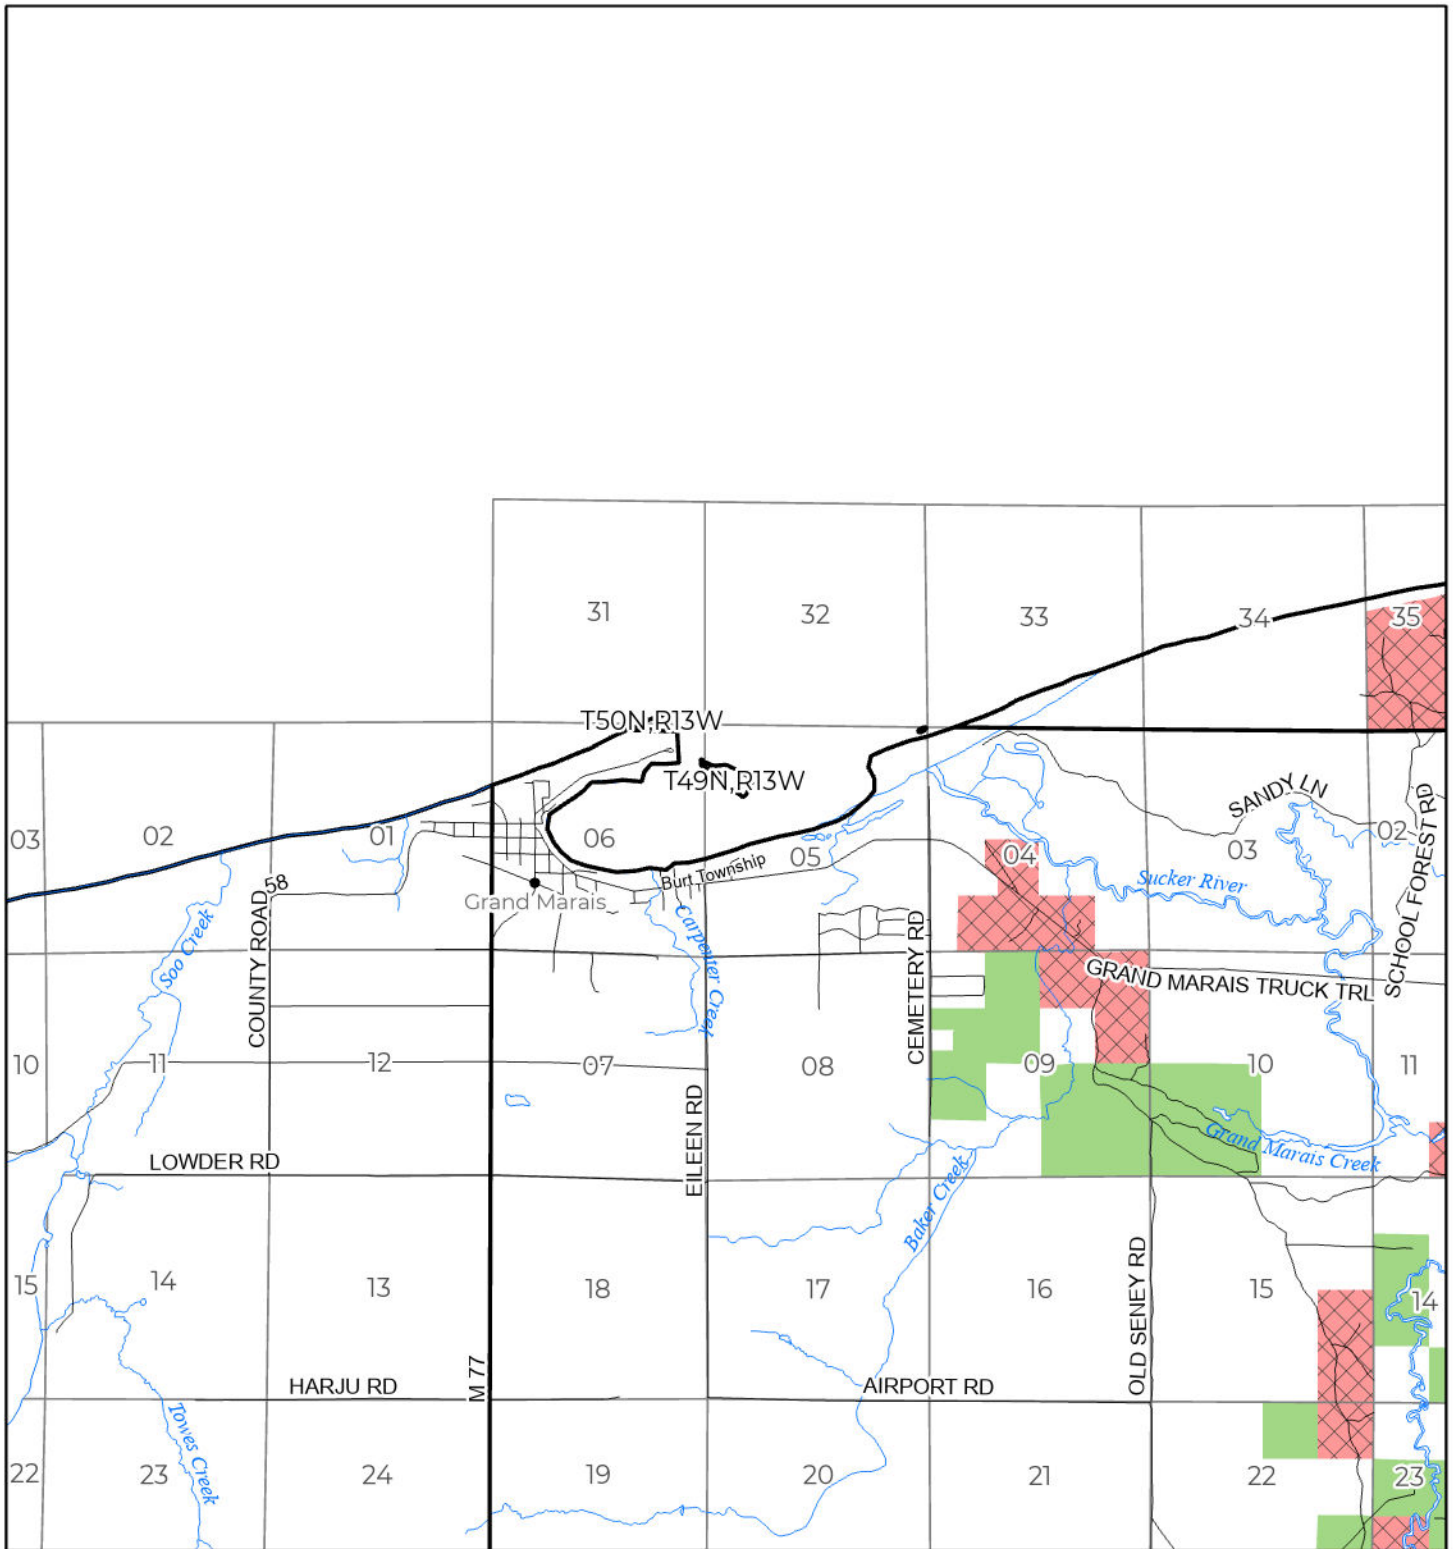 31
32
33
34
35
T50N,R13W
T49N,R13W
SANDY LN
03
02
01
06
05
04
03
02
SCHOOL FOREST RD
Burt Township
58
COUNTY ROAD
Grand Marais
Sucker River
Soo Creek
Carpenter Creek
CEMETERY RD
GRAND MARAIS TRUCK TRL
10
11
12
07
08
09
10
11
EILEEN RD
LOWDER RD
Grand Marais Creek
Baker Creek
OLD SENEY RD
15
14
13
18
17
16
15
14
M 77
HARJU RD
AIRPORT RD
Towes Creek
22
23
24
19
20
21
22
23